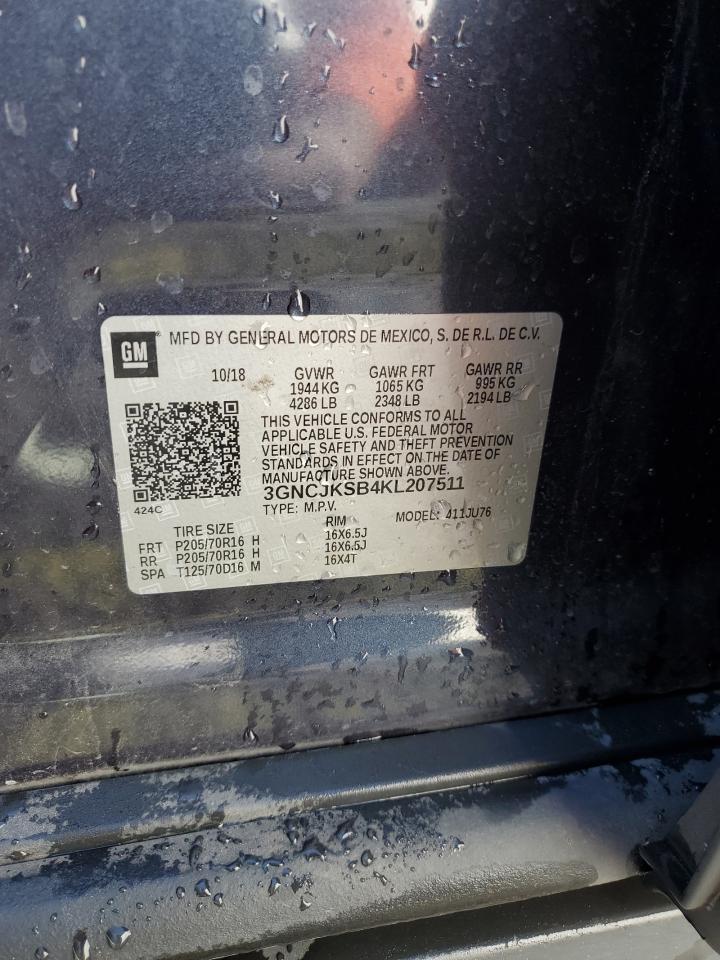 GM ® MFD BY GENERAL MOTORS DE MEXICO, S. DE R.L. DE C.V.
10/18 GVWR GAWR FRT GAWR RR
1944 KG 1065 KG 995 KG
4286 LB 2348 LB 2194 LB
THIS VEHICLE CONFORMS TO ALL
APPLICABLE U.S. FEDERAL MOTOR
VEHICLE SAFETY AND THEFT PREVENTION
STANDARDS IN EFFECT ON THE DATE OF
MANUFACTURE SHOWN ABOVE.
3GNCJKSB4KL207511
424C TYPE: M.P.V. MODEL: 411JU76
TIRE SIZE RIM
FRT P205/70R16 H 16X6.5J
RR P205/70R16 H 16X6.5J
SPA T125/70D16 M 16X4T